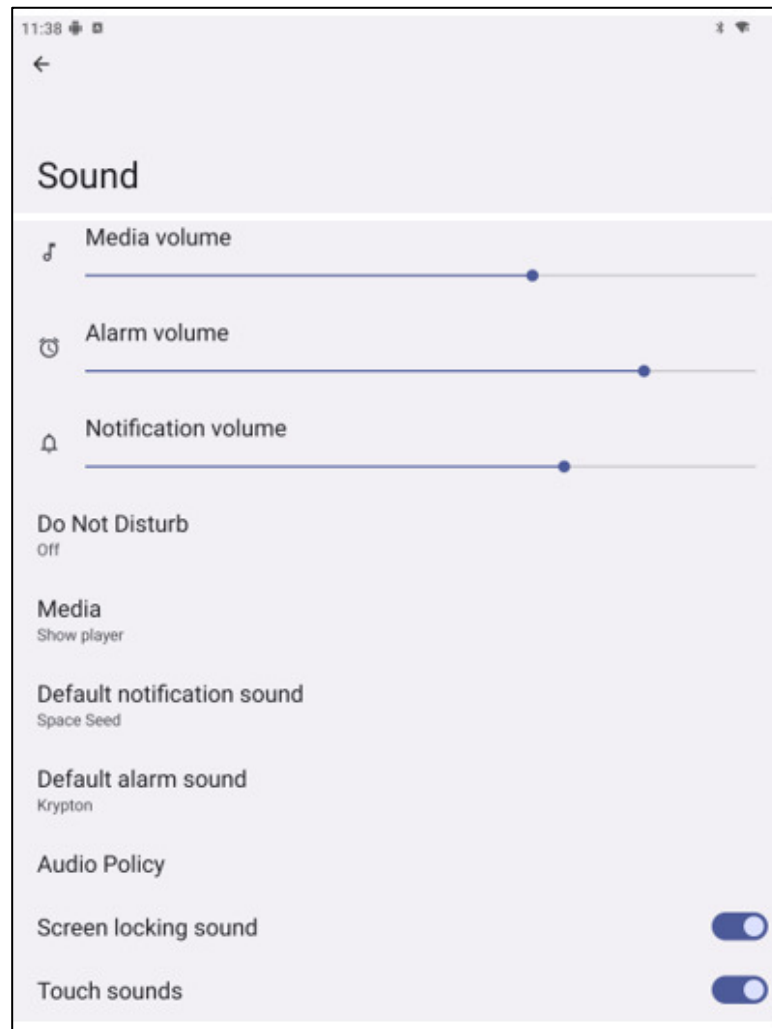 11:38
Sound
Media volume
Alarm volume
Notification volume
Do Not Disturb
Off
Media
Show player
Default notification sound
Space Seed
Default alarm sound
Krypton
Audio Policy
Screen locking sound
Touch sounds